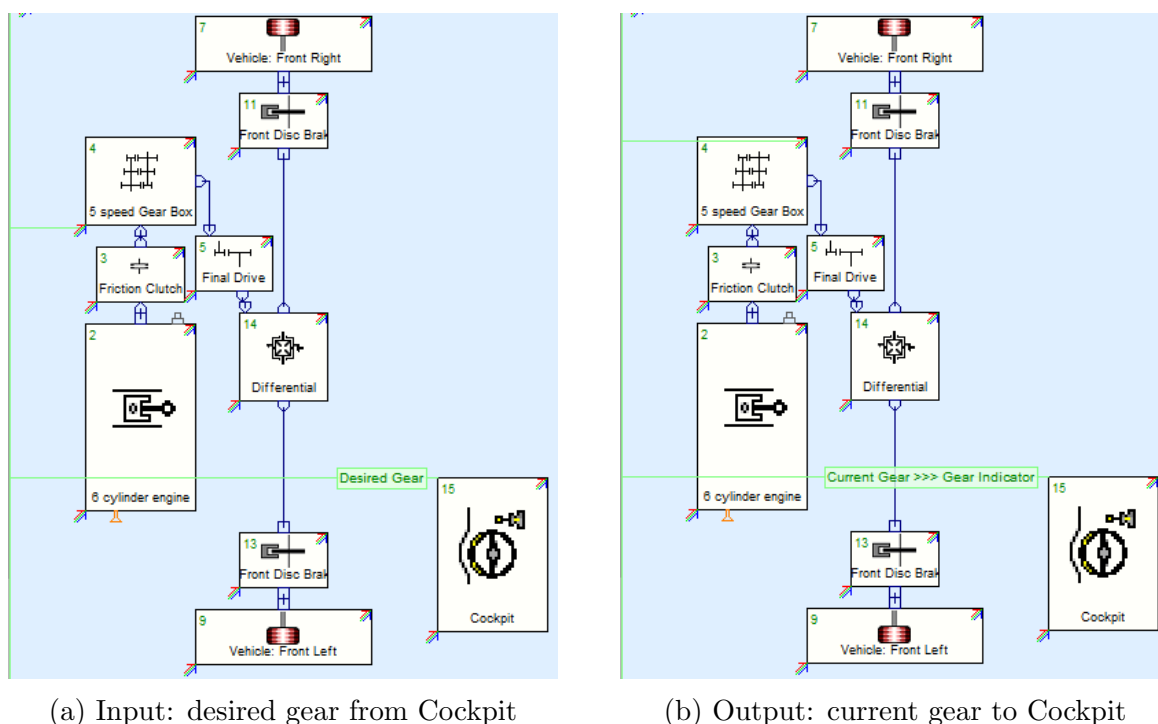 7
Vehicle: Front Right
11
Front Disc Brak
4
5 speed Gear Box
5
Final Drive
3
Friction Clutch
2
14
Differential
Desired Gear
6 cylinder engine
15
13
Front Disc Brak
Cockpit
9
Vehicle: Front Left
(a) Input: desired gear from Cockpit
7
Vehicle: Front Right
11
Front Disc Brak
4
5 speed Gear Box
5
Final Drive
3
Friction Clutch
2
14
Differential
Current Gear >>> Gear Indicator
6 cylinder engine
15
13
Front Disc Brak
Cockpit
9
Vehicle: Front Left
(b) Output: current gear to Cockpit